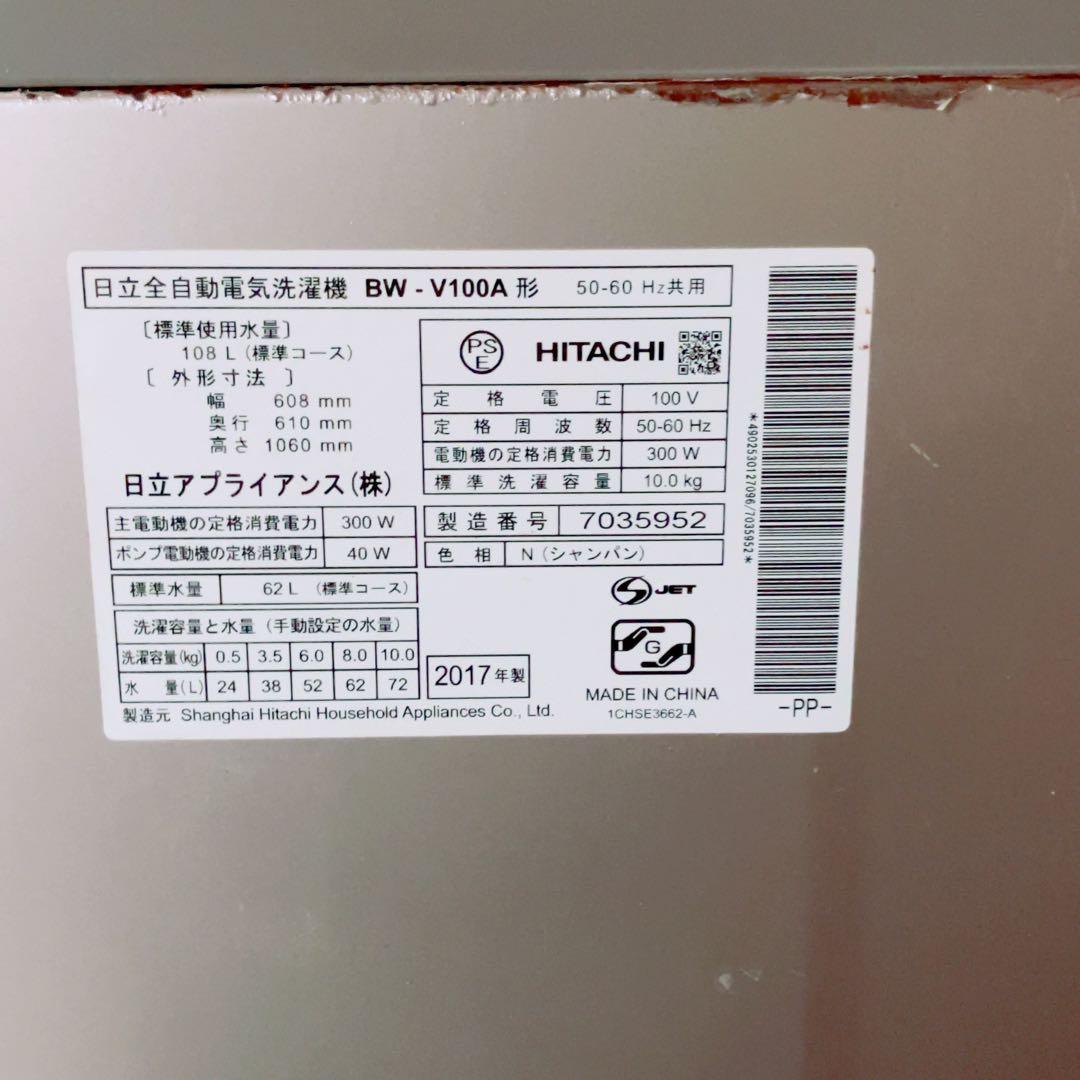 日立全自動電気洗濯機 BW - V100A 形 50-60 Hz共用
〔標準使用水量〕
108 L (標準コース)
〔 外形寸法 〕
幅 608 mm
奥行 610 mm
高さ 1060 mm
日立アプライアンス(株)
主電動機の定格消費電力 300 W
ポンプ電動機の定格消費電力 40 W
標準水量 62 L (標準コース)
洗濯容量と水量 (手動設定の水量)
洗濯容量(kg) 0.5 3.5 6.0 8.0 10.0
水 量(L) 24 38 52 62 72
製造元 Shanghai Hitachi Household Appliances Co., Ltd.
PS
E
HITACHI
定格電圧 100 V
定格周波数 50-60 Hz
電動機の定格消費電力 300 W
標準洗濯容量 10.0 kg
製造番号 7035952
色相 N (シャンパン)
2017年製
S JET
G
MADE IN CHINA
1CHSE3662-A
*4902530127096/7035952*
-PP-